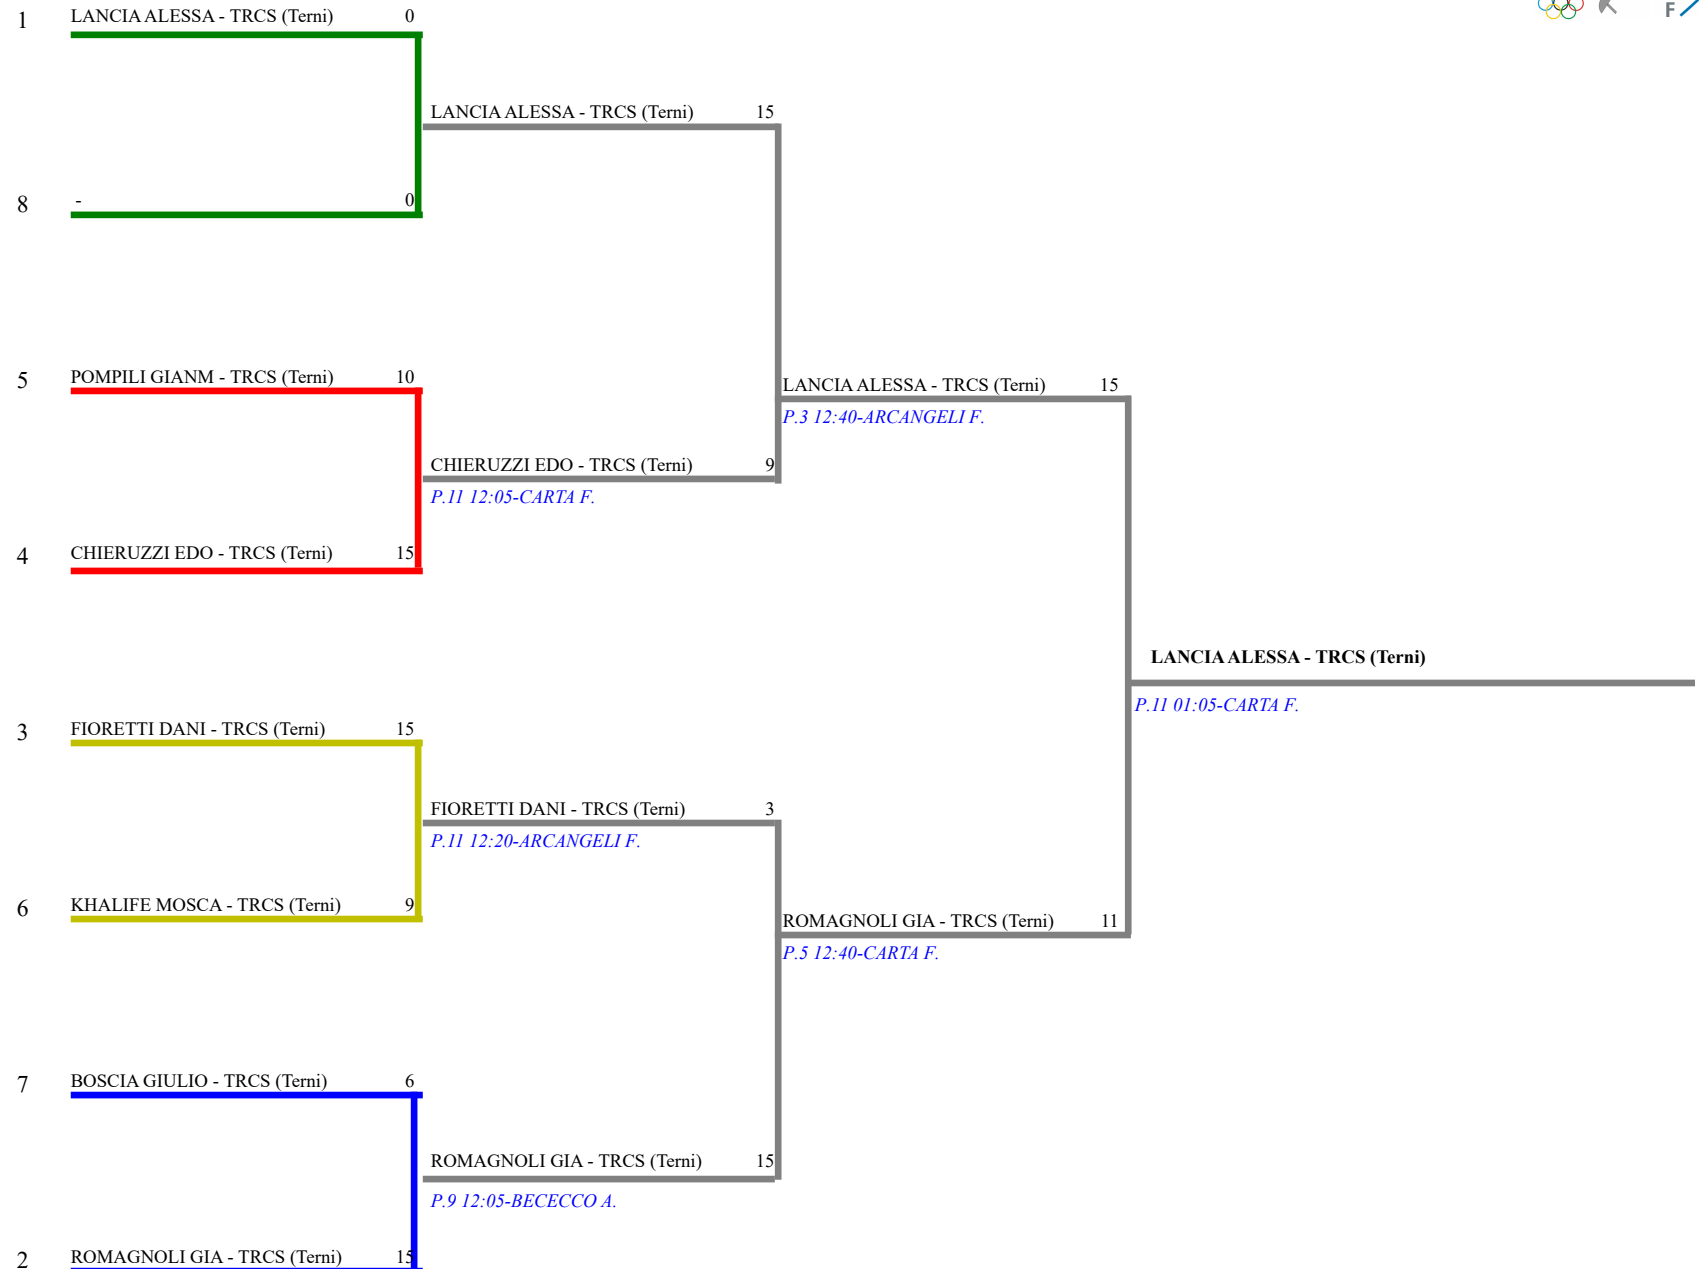 1 LANCIA ALESSA - TRCS (Terni) 0
F
LANCIA ALESSA - TRCS (Terni) 15
8 - 0
5 POMPILI GIANM - TRCS (Terni) 10
LANCIA ALESSA - TRCS (Terni) 15
P.3 12:40-ARCANGELI F.
CHIERUZZI EDO - TRCS (Terni) 9
P.11 12:05-CARTA F.
4 CHIERUZZI EDO - TRCS (Terni) 15
LANCIA ALESSA - TRCS (Terni)
P.11 01:05-CARTA F.
3 FIORETTI DANI - TRCS (Terni) 15
FIORETTI DANI - TRCS (Terni) 3
P.11 12:20-ARCANGELI F.
6 KHALIFE MOSCA - TRCS (Terni) 9
ROMAGNOLI GIA - TRCS (Terni) 11
P.5 12:40-CARTA F.
7 BOSCIA GIULIO - TRCS (Terni) 6
ROMAGNOLI GIA - TRCS (Terni) 15
P.9 12:05-BECECCO A.
2 ROMAGNOLI GIA - TRCS (Terni) 15